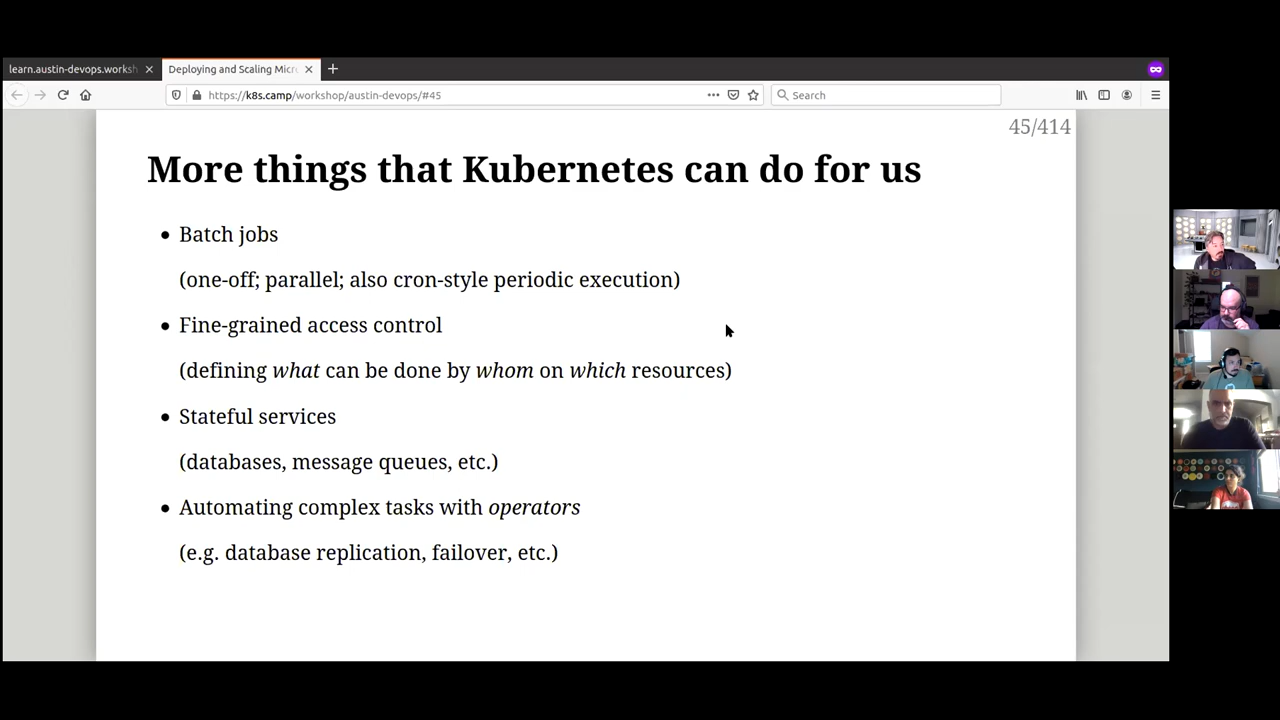 learn.austin-devops.worksh
Deploying and Scaling Micr
https://k8s.camp/workshop/austin-devops/#45
Search
45/414
More things that Kubernetes can do for us
• Batch jobs
(one-off; parallel; also cron-style periodic execution)
• Fine-grained access control
(defining what can be done by whom on which resources)
• Stateful services
(databases, message queues, etc.)
• Automating complex tasks with operators
(e.g. database replication, failover, etc.)